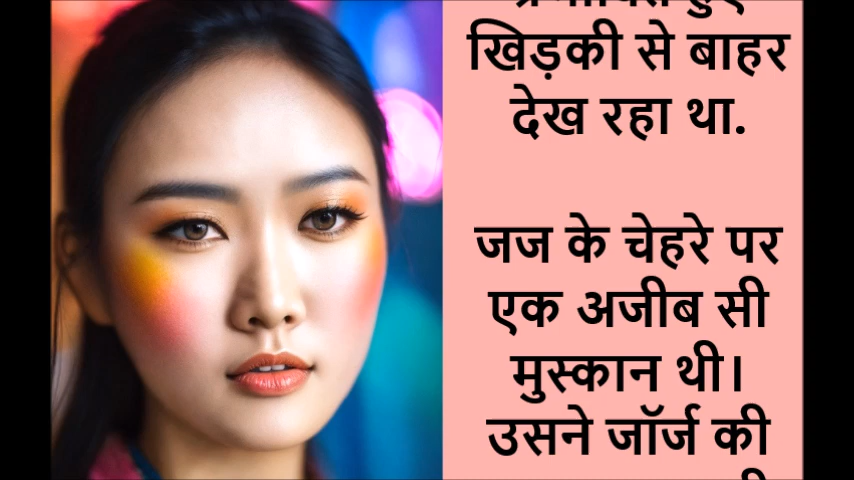 खिड़की से बाहर
देख रहा था.
जज के चेहरे पर
एक अजीब सी
मुस्कान थी।
उसने जॉर्ज की